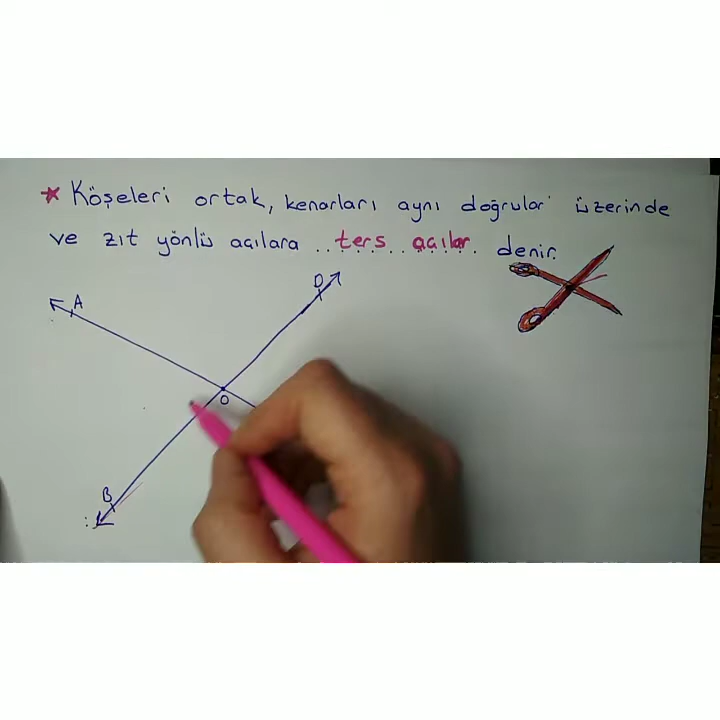 * Köşeleri ortak, kenarları aynı doğrular üzerinde
ve zıt yönlü açılara ..ters açılar. denir.
A
D
O
B